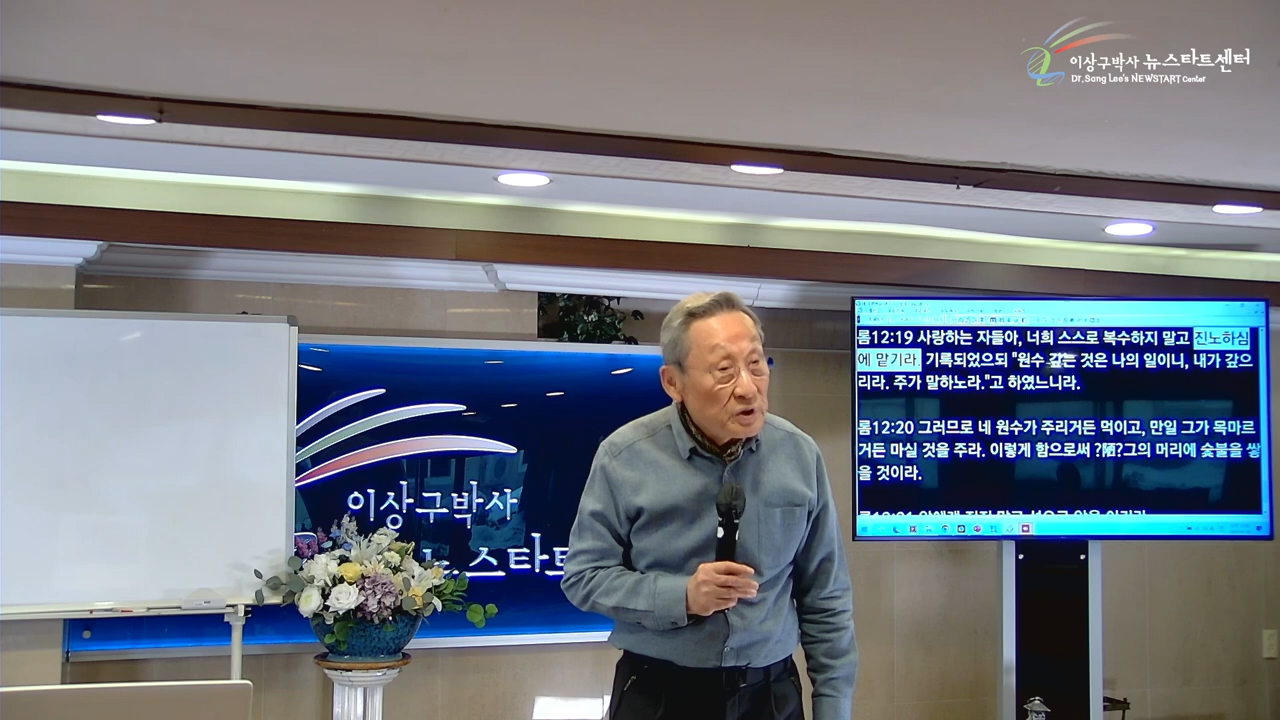 이상구박사 뉴스타트센터
Dr. Sang Lee's NEWSTART Center
롬12:19 사랑하는 자들아, 너희 스스로 복수하지 말고 진노하심
에 맡기라. 기록되었으되 "원수 갚는 것은 나의 일이니, 내가 갚으
리라. 주가 말하노라."고 하였느니라.
롬12:20 그러므로 네 원수가 주리거든 먹이고, 만일 그가 목마르
거든 마실 것을 주라. 이렇게 함으로써 ?陋?그의 머리에 숯불을 쌓
을 것이라.
이상구박사
뉴스타트